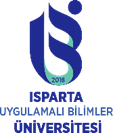 2018
ISPARTA
UYGULAMALI BİLİMLER
ÜNİVERSİTESİ